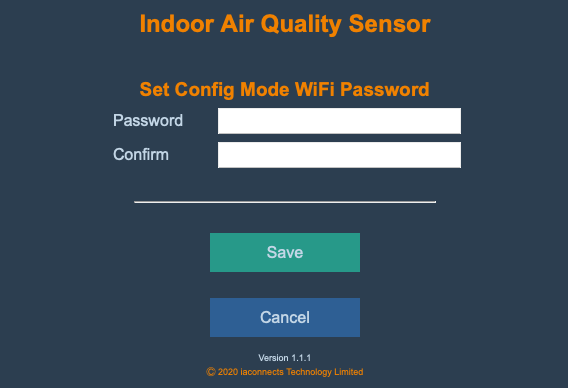 Indoor Air Quality Sensor
Set Config Mode WiFi Password
Password
Confirm
Save
Cancel
Version 1.1.1
© 2020 iaconnects Technology Limited